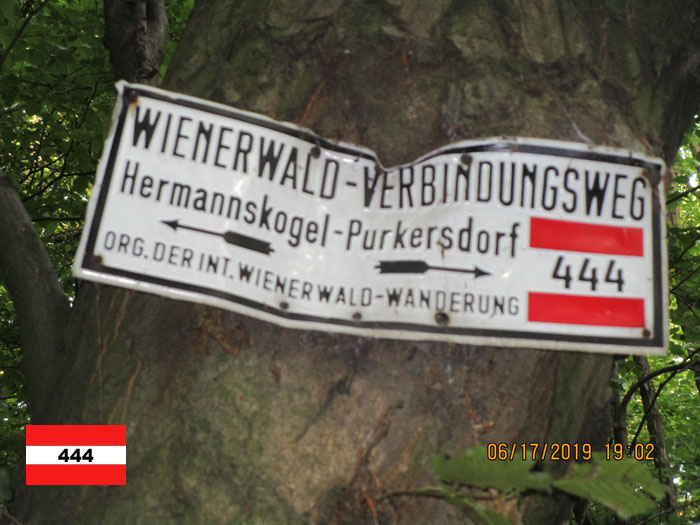 WIENERWALD-VERBINDUNGSWEG
Hermannskogel-Purkersdorf
444
ORG. DER INT. WIENERWALD-WANDERUNG
444
06/17/2019 19:02